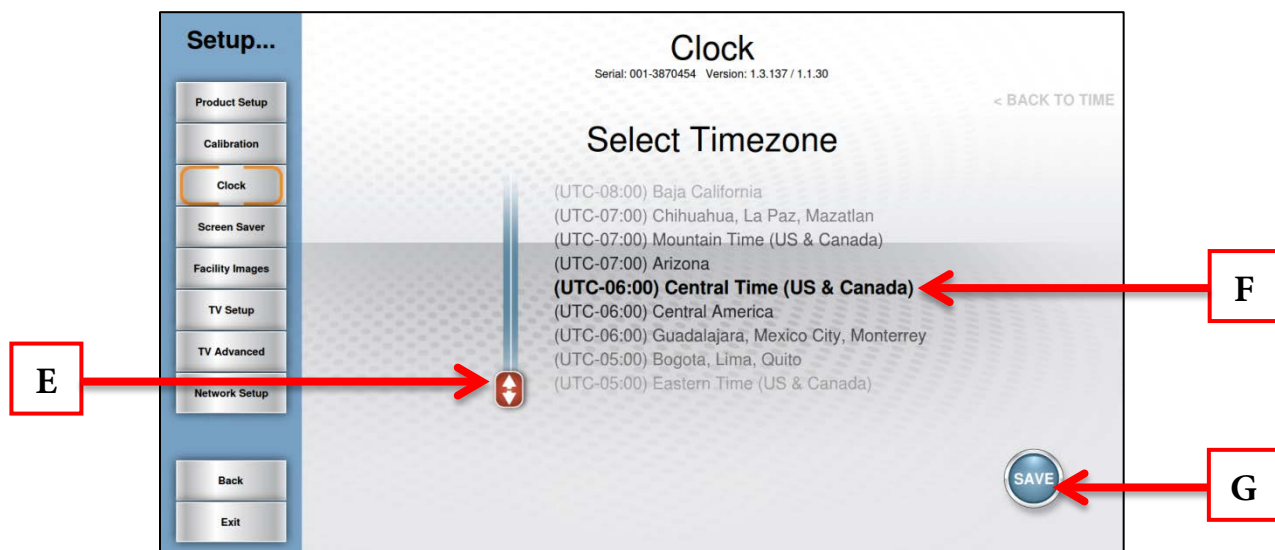 Setup...
Product Setup
Calibration
Clock
Screen Saver
Facility Images
TV Setup
TV Advanced
Network Setup
Back
Exit
Clock
Serial: 001-3870454 Version: 1.3.137 / 1.1.30
< BACK TO TIME
Select Timezone
(UTC-08:00) Baja California
(UTC-07:00) Chihuahua, La Paz, Mazatlan
(UTC-07:00) Mountain Time (US & Canada)
(UTC-07:00) Arizona
(UTC-06:00) Central Time (US & Canada)
(UTC-06:00) Central America
(UTC-06:00) Guadalajara, Mexico City, Monterrey
(UTC-05:00) Bogota, Lima, Quito
(UTC-05:00) Eastern Time (US & Canada)
SAVE
E
F
G